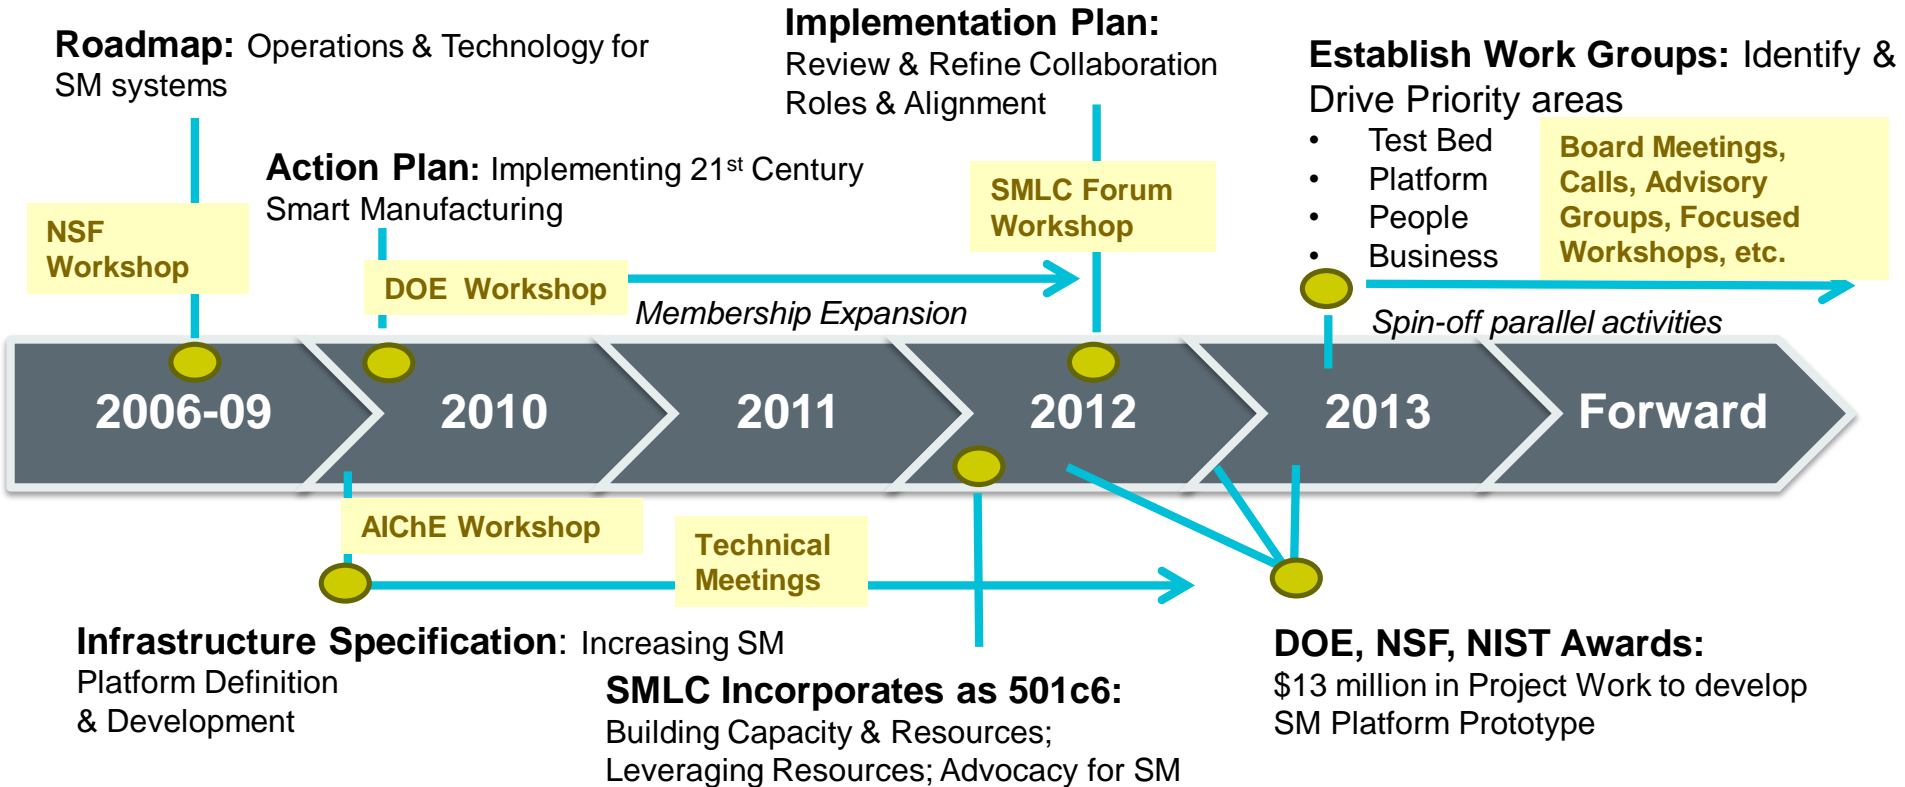 Roadmap: Operations & Technology for
SM systems
NSF
Workshop
Action Plan: Implementing 21st Century
Smart Manufacturing
DOE Workshop
Membership Expansion
Implementation Plan:
Review & Refine Collaboration
Roles & Alignment
SMLC Forum
Workshop
Establish Work Groups: Identify &
Drive Priority areas
• Test Bed
• Platform
• People
• Business
Board Meetings,
Calls, Advisory
Groups, Focused
Workshops, etc.
Spin-off parallel activities
2006-09
2010
2011
2012
2013
Forward
AIChE Workshop
Technical
Meetings
Infrastructure Specification: Increasing SM
Platform Definition
& Development
SMLC Incorporates as 501c6:
Building Capacity & Resources;
Leveraging Resources; Advocacy for SM
DOE, NSF, NIST Awards:
$13 million in Project Work to develop
SM Platform Prototype